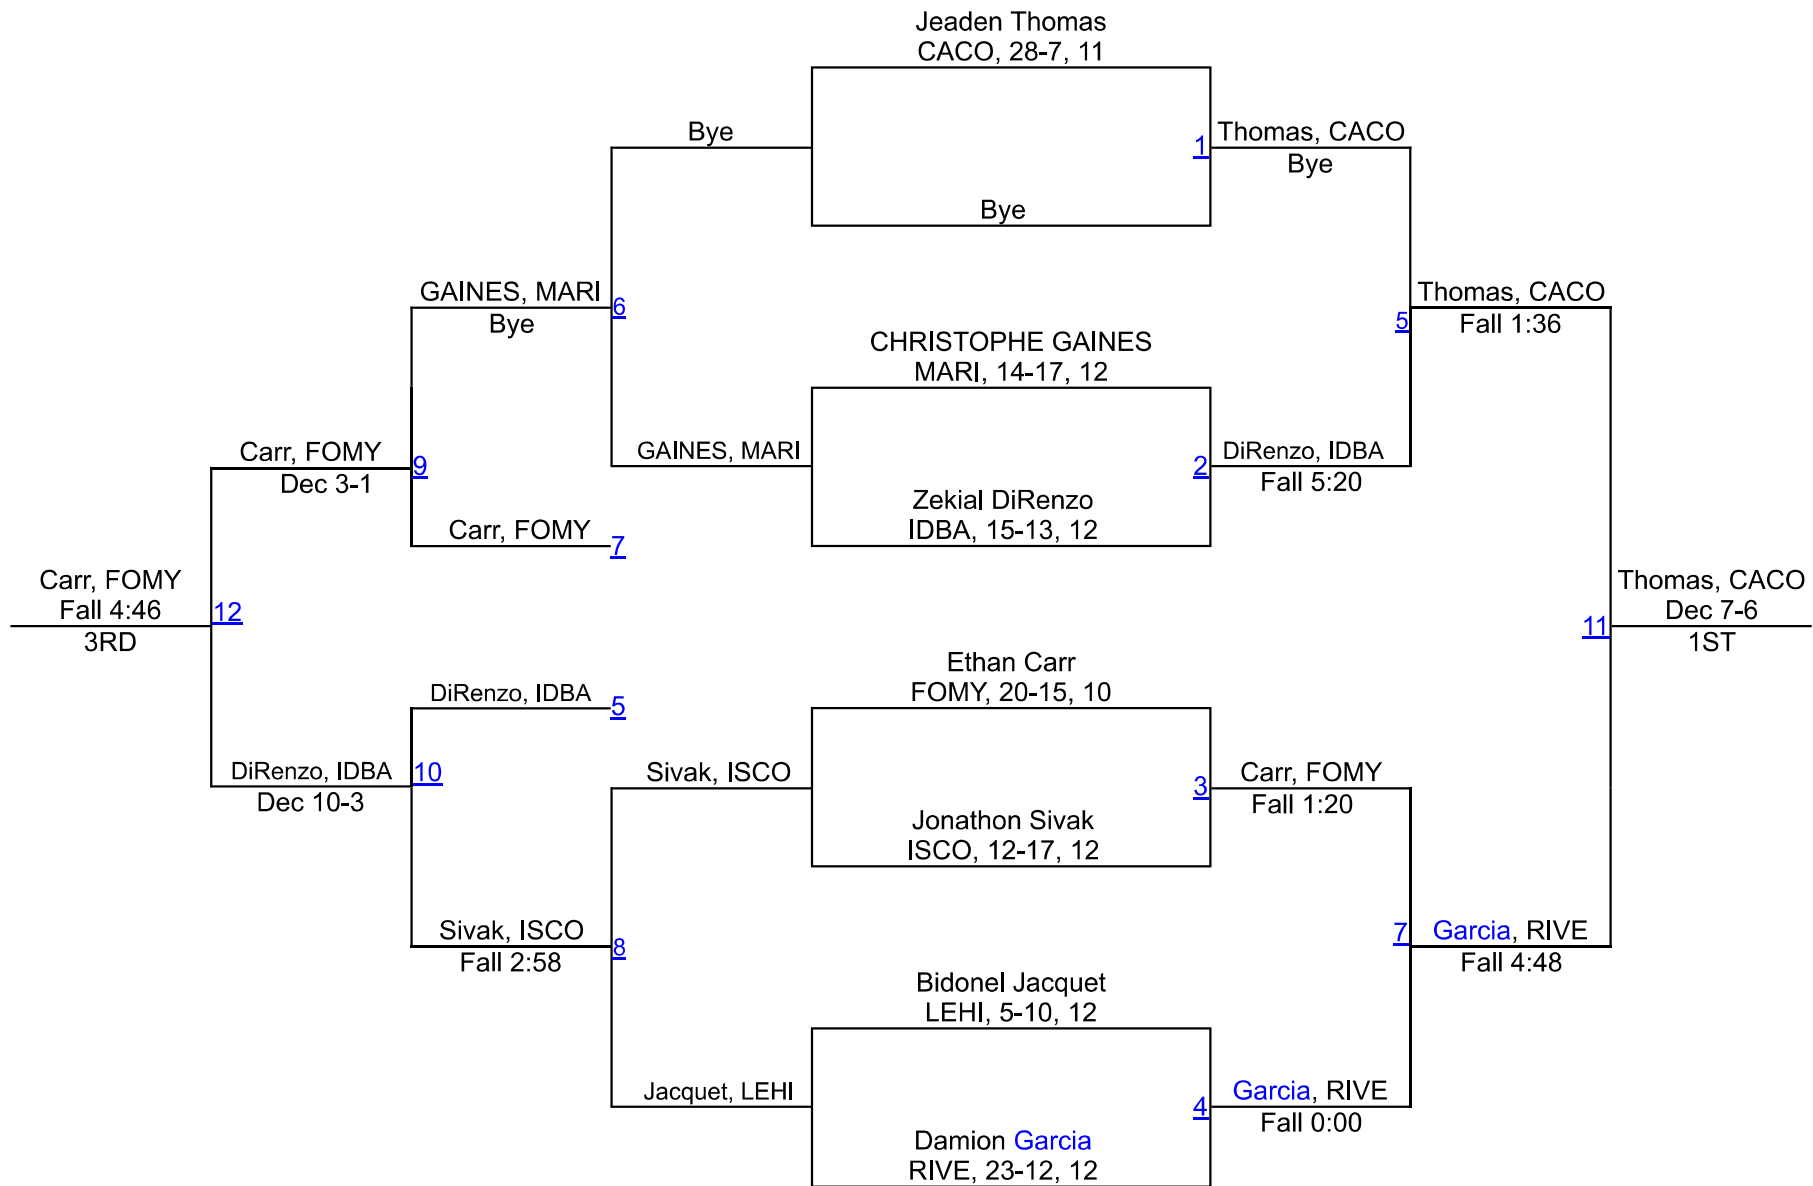 Jeaden Thomas
CACO, 28-7, 11
Bye
1
Thomas, CACO
Bye
Bye
GAINES, MARI
Bye
6
CHRISTOPHE GAINES
MARI, 14-17, 12
5
Thomas, CACO
Fall 1:36
Carr, FOMY
Dec 3-1
9
GAINES, MARI
2
DiRenzo, IDBA
Fall 5:20
Zekial DiRenzo
IDBA, 15-13, 12
Carr, FOMY
7
Carr, FOMY
Fall 4:46
3RD
12
11
Thomas, CACO
Dec 7-6
1ST
Ethan Carr
FOMY, 20-15, 10
DiRenzo, IDBA
5
DiRenzo, IDBA
Dec 10-3
10
Sivak, ISCO
3
Carr, FOMY
Fall 1:20
Jonathon Sivak
ISCO, 12-17, 12
Sivak, ISCO
Fall 2:58
8
7
Garcia, RIVE
Fall 4:48
Bidonel Jacquet
LEHI, 5-10, 12
Jacquet, LEHI
4
Garcia, RIVE
Fall 0:00
Damion Garcia
RIVE, 23-12, 12